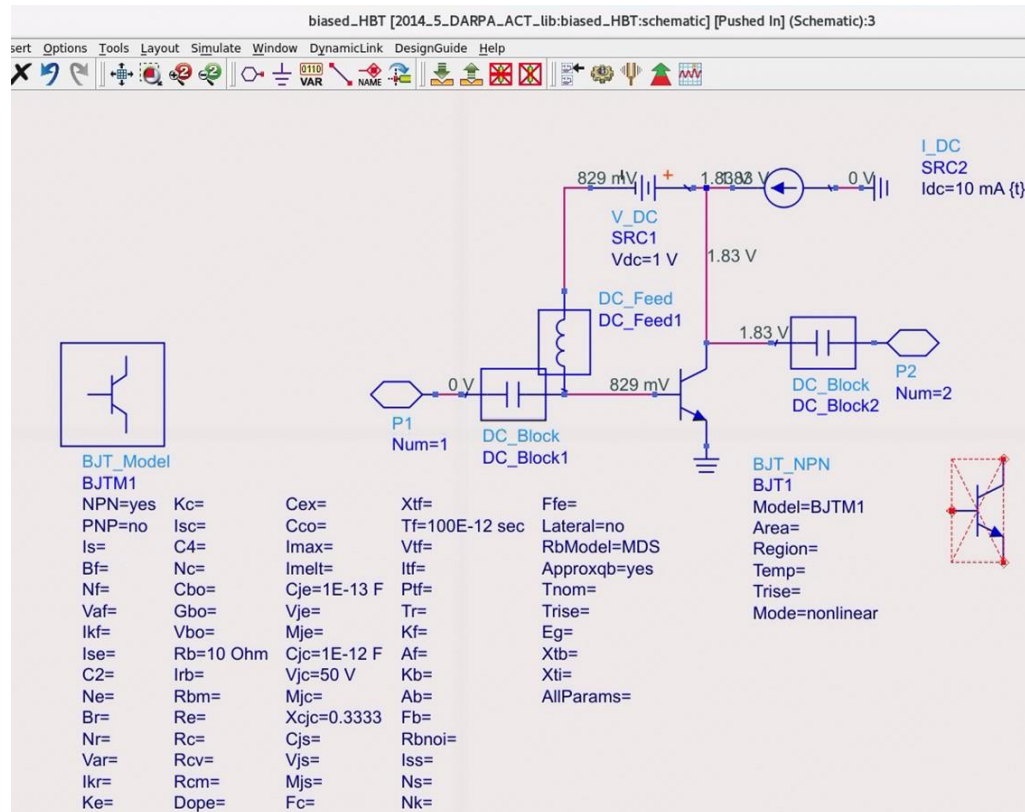 biased_HBT [2014_5_DARPA_ACT_lib:biased_HBT:schematic] [Pushed In] (Schematic):3
sert Options Tools Layout Simulate Window DynamicLink DesignGuide Help
0110
VAR
NAME
I_DC
SRC2
Idc=10 mA {t}
829 mV
+
1.83 V
1.83 V
0 V
V_DC
SRC1
Vdc=1 V
1.83 V
DC_Feed
DC_Feed1
1.83 V
0 V
829 mV
P1
Num=1
DC_Block
DC_Block1
DC_Block
DC_Block2
P2
Num=2
BJT_Model
BJTM1
NPN=yes
PNP=no
Is=
Bf=
Nf=
Vaf=
Ikf=
Ise=
C2=
Ne=
Br=
Nr=
Var=
Ikr=
Ke=
Kc=
Isc=
C4=
Nc=
Cbo=
Gbo=
Vbo=
Rb=10 Ohm
Irb=
Rbm=
Re=
Rc=
Rcv=
Rcm=
Dope=
Cex=
Cco=
Imax=
Imelt=
Cje=1E-13 F
Vje=
Mje=
Cjc=1E-12 F
Vjc=50 V
Mjc=
Xcjc=0.3333
Cjs=
Vjs=
Mjs=
Fc=
Xtf=
Tf=100E-12 sec
Vtf=
Itf=
Ptf=
Tr=
Kf=
Af=
Kb=
Ab=
Fb=
Rbnoi=
Iss=
Ns=
Nk=
Ffe=
Lateral=no
RbModel=MDS
Approxqb=yes
Tnom=
Trise=
Eg=
Xtb=
Xti=
AllParams=
BJT_NPN
BJT1
Model=BJTM1
Area=
Region=
Temp=
Trise=
Mode=nonlinear